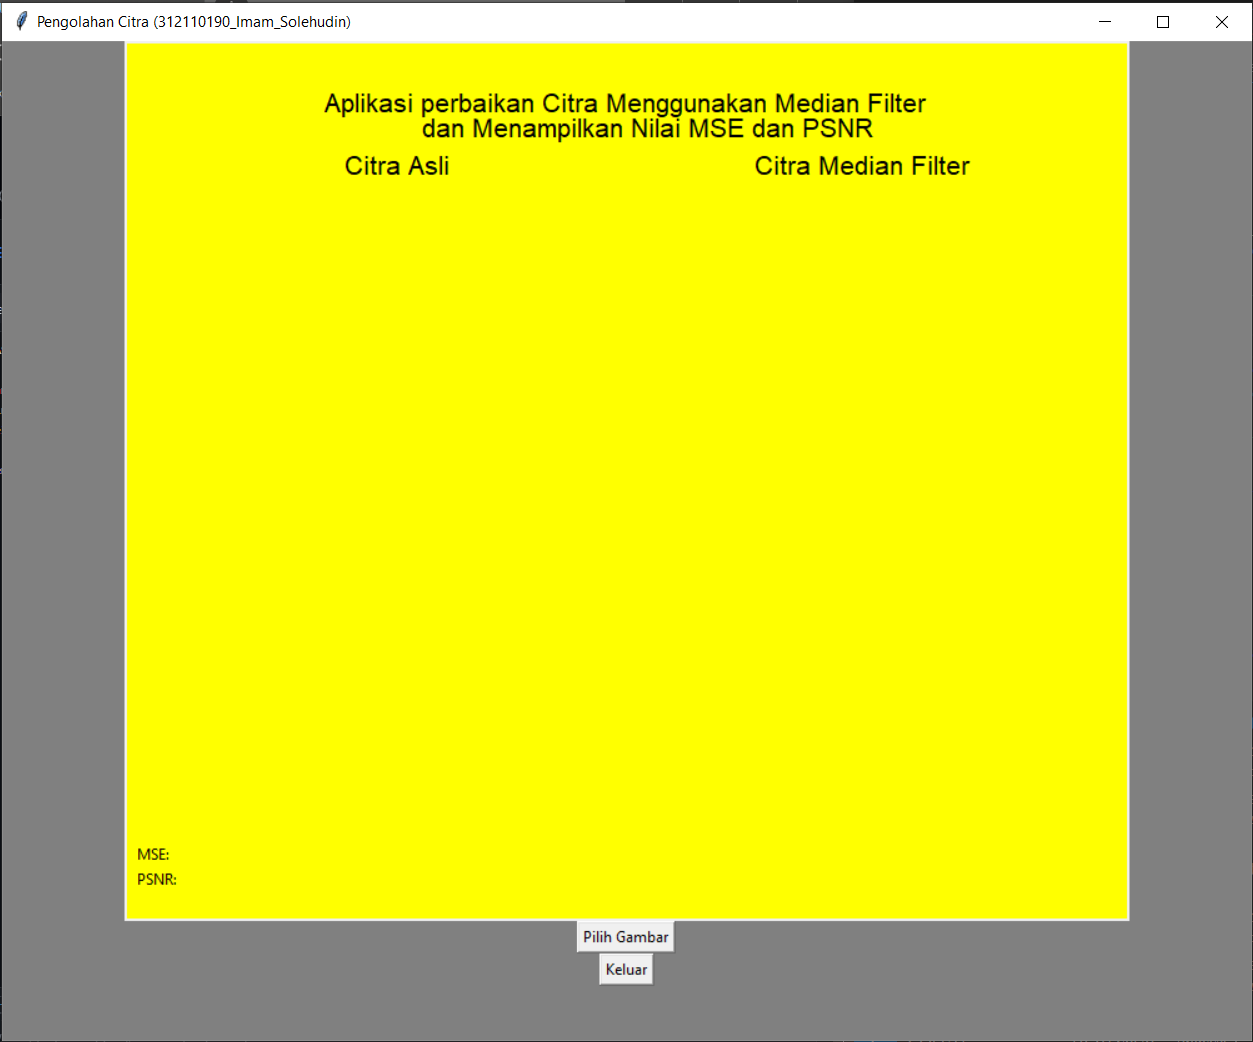 Pengolahan Citra (312110190_Imam_Solehudin)
Aplikasi perbaikan Citra Menggunakan Median Filter
dan Menampilkan Nilai MSE dan PSNR
Citra Asli
Citra Median Filter
MSE:
PSNR:
Pilih Gambar
Keluar